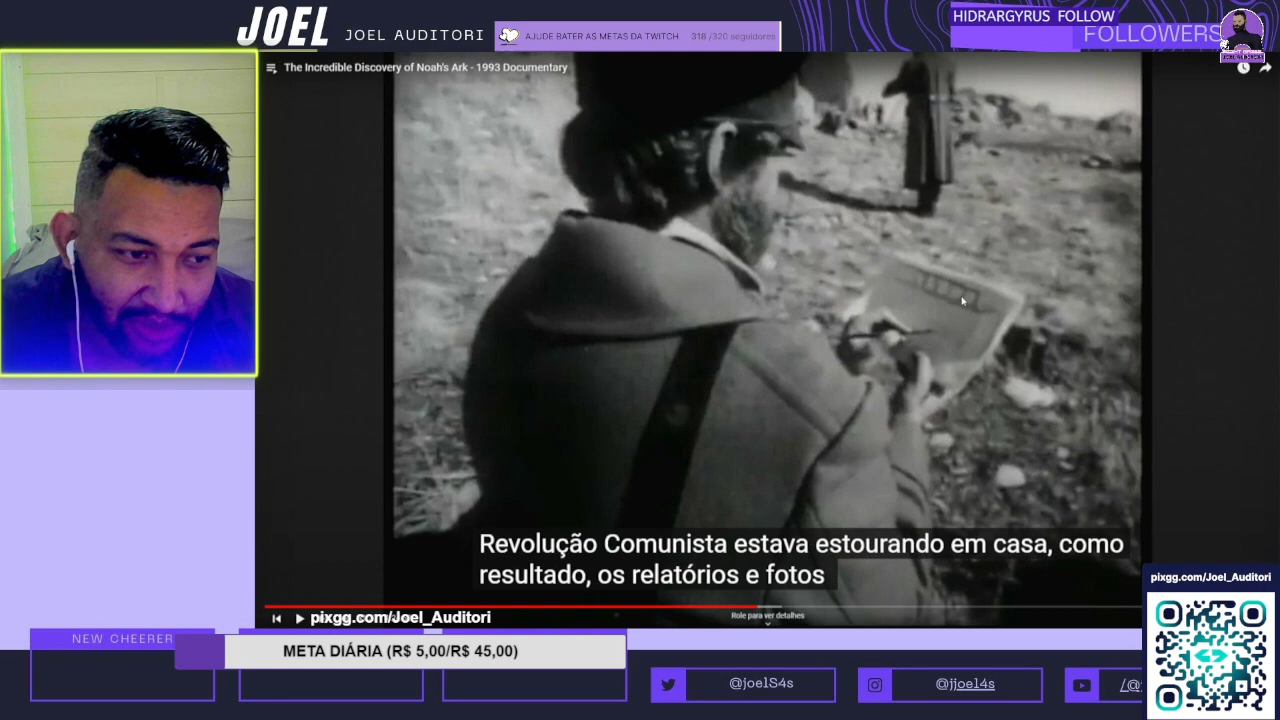 JOEL
JOEL AUDITORI
AJUDE BATER AS METAS DA TWITCH
318 /320 seguidores
HIDRARGYRUS FOLLOW
FOLLOWERS
The Incredible Discovery of Noah's Ark - 1993 Documentary
Revolução Comunista estava estourando em casa, como
resultado, os relatórios e fotos
pixgg.com/Joel_Auditori
Role para ver detalhes
pixgg.com/Joel_Auditori
NEW CHEERER
META DIÁRIA (R$ 5,00/R$ 45,00)
@joelS4s
@jjoel4s
/@